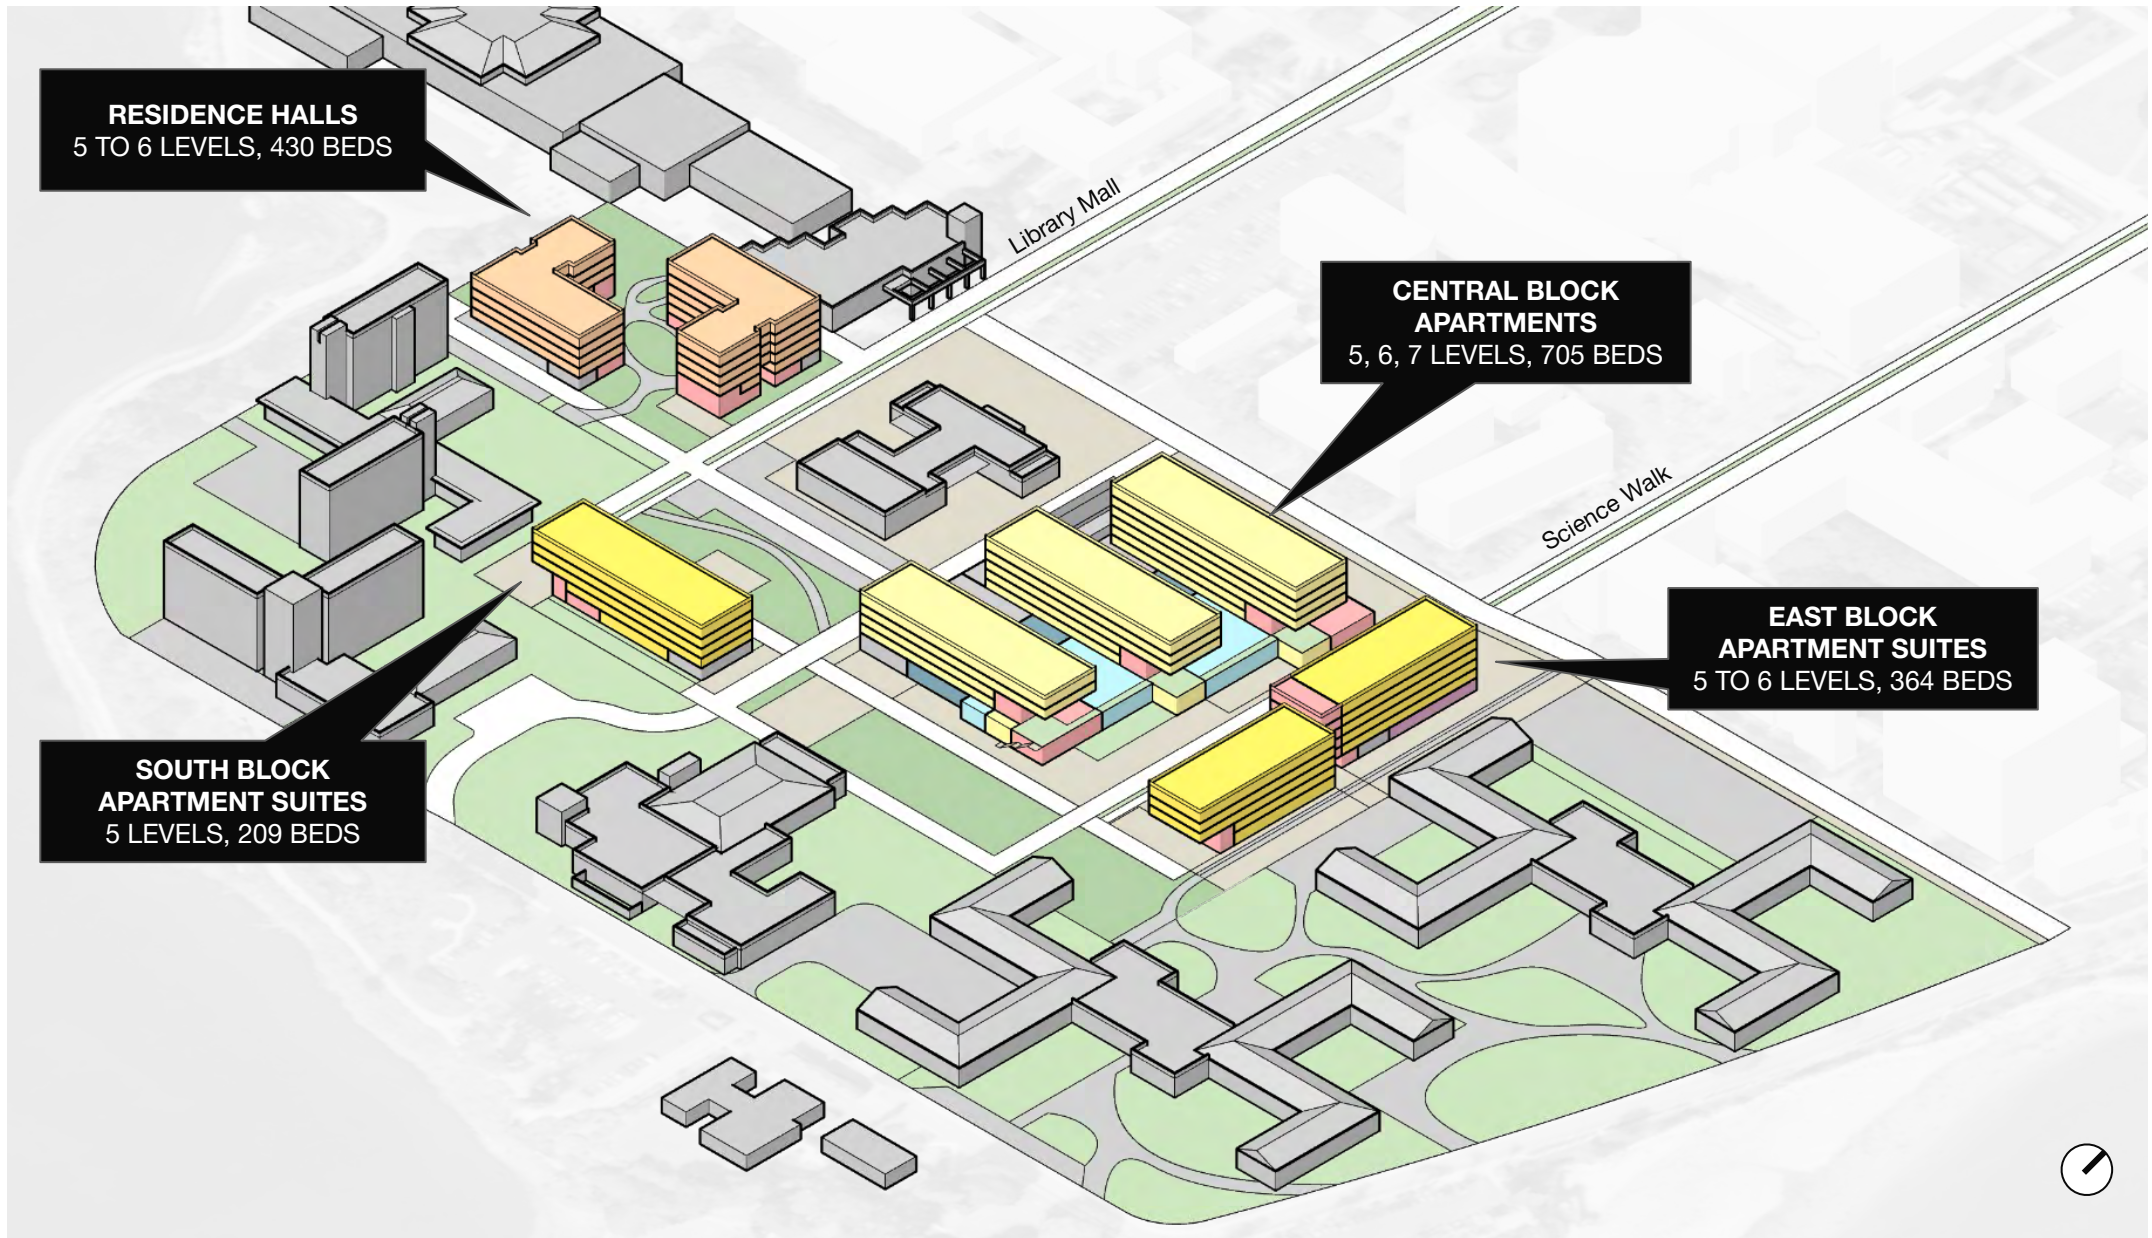 RESIDENCE HALLS
5 TO 6 LEVELS, 430 BEDS
Library Mall
CENTRAL BLOCK
APARTMENTS
5, 6, 7 LEVELS, 705 BEDS
Science Walk
EAST BLOCK
APARTMENT SUITES
5 TO 6 LEVELS, 364 BEDS
SOUTH BLOCK
APARTMENT SUITES
5 LEVELS, 209 BEDS